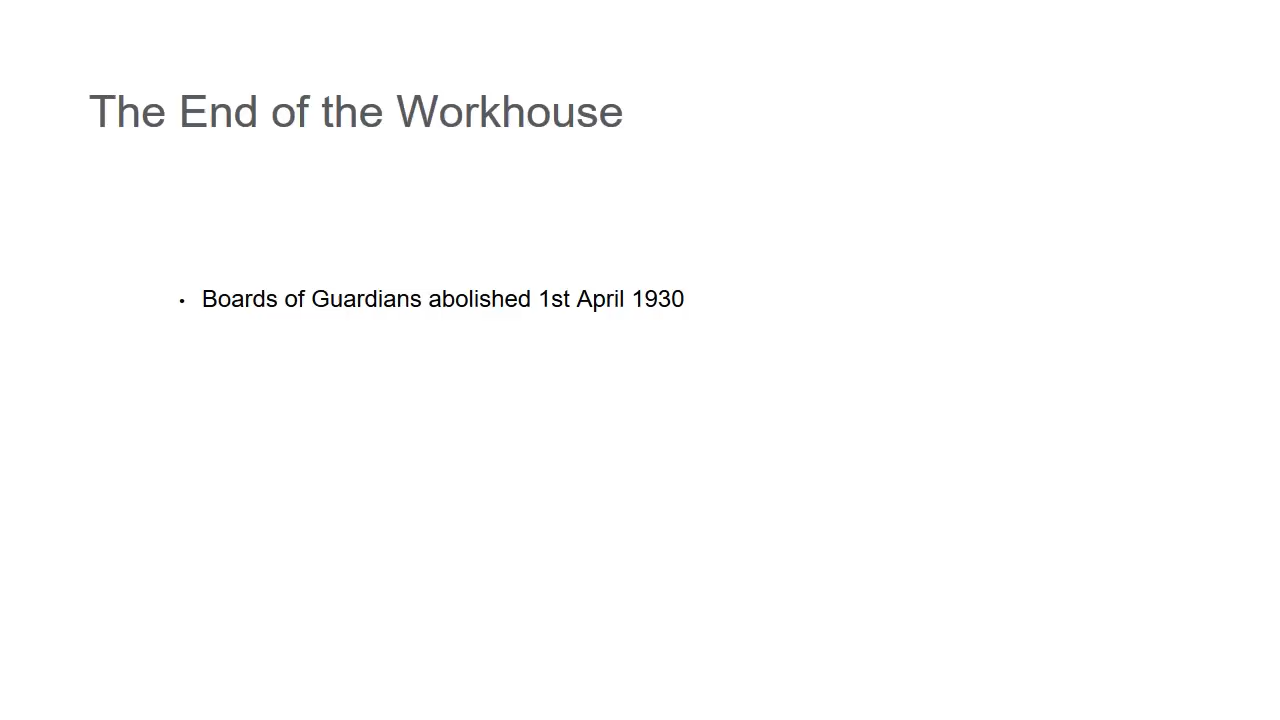 The End of the Workhouse
• Boards of Guardians abolished 1st April 1930